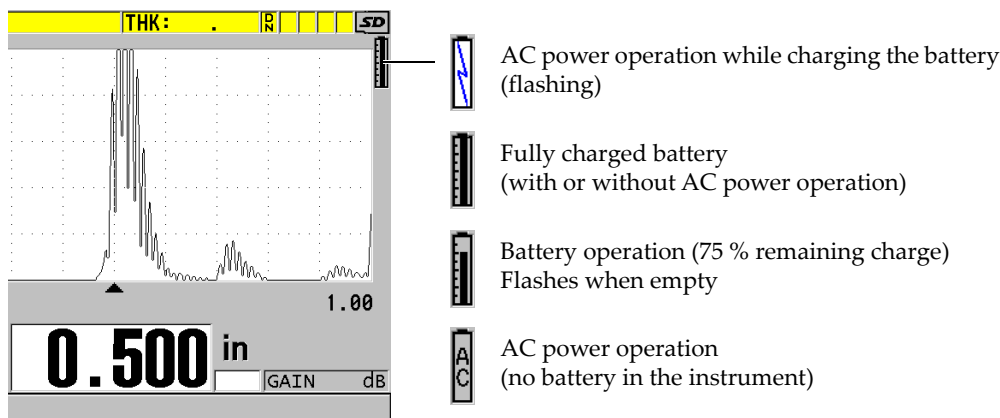 THK: . DN SD
AC power operation while charging the battery
(flashing)
Fully charged battery
(with or without AC power operation)
Battery operation (75 % remaining charge)
Flashes when empty
1.00
0.500 in
GAIN dB
AC
AC power operation
(no battery in the instrument)